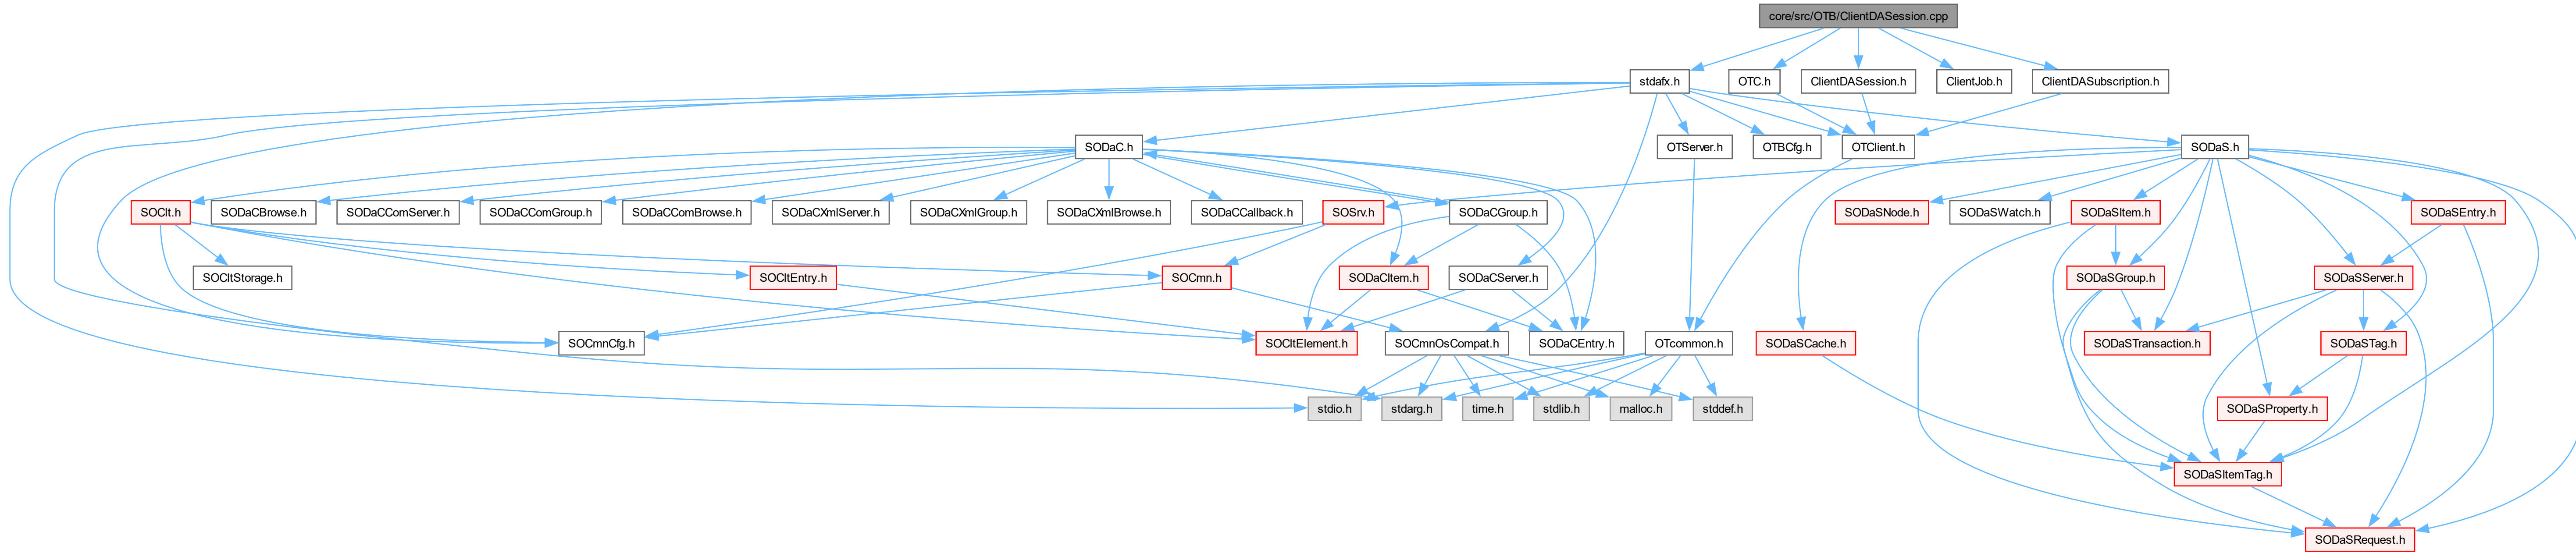 core/src/OTB/ClientDASession.cpp
stdafx.h
OTC.h
ClientDASession.h
ClientJob.h
ClientDASubscription.h
SODaC.h
OTServer.h
OTBCfg.h
OTClient.h
SODaS.h
SOClt.h
SODaCBrowse.h
SODaCComServer.h
SODaCComGroup.h
SODaCComBrowse.h
SODaCXmlServer.h
SODaCXmlGroup.h
SODaCXmlBrowse.h
SODaCCallback.h
SOSrv.h
SODaCGroup.h
SODaSNode.h
SODaSWatch.h
SODaSItem.h
SODaSEntry.h
SOCltStorage.h
SOCltEntry.h
SOCmn.h
SODaCItem.h
SODaCServer.h
SODaSGroup.h
SODaSServer.h
SOCmnCfg.h
SOCltElement.h
SOCmnOsCompat.h
SODaCEntry.h
OTcommon.h
SODaSCache.h
SODaSTransaction.h
SODaSTag.h
stdio.h
stdarg.h
time.h
stdlib.h
malloc.h
stddef.h
SODaSProperty.h
SODaSItemTag.h
SODaSRequest.h